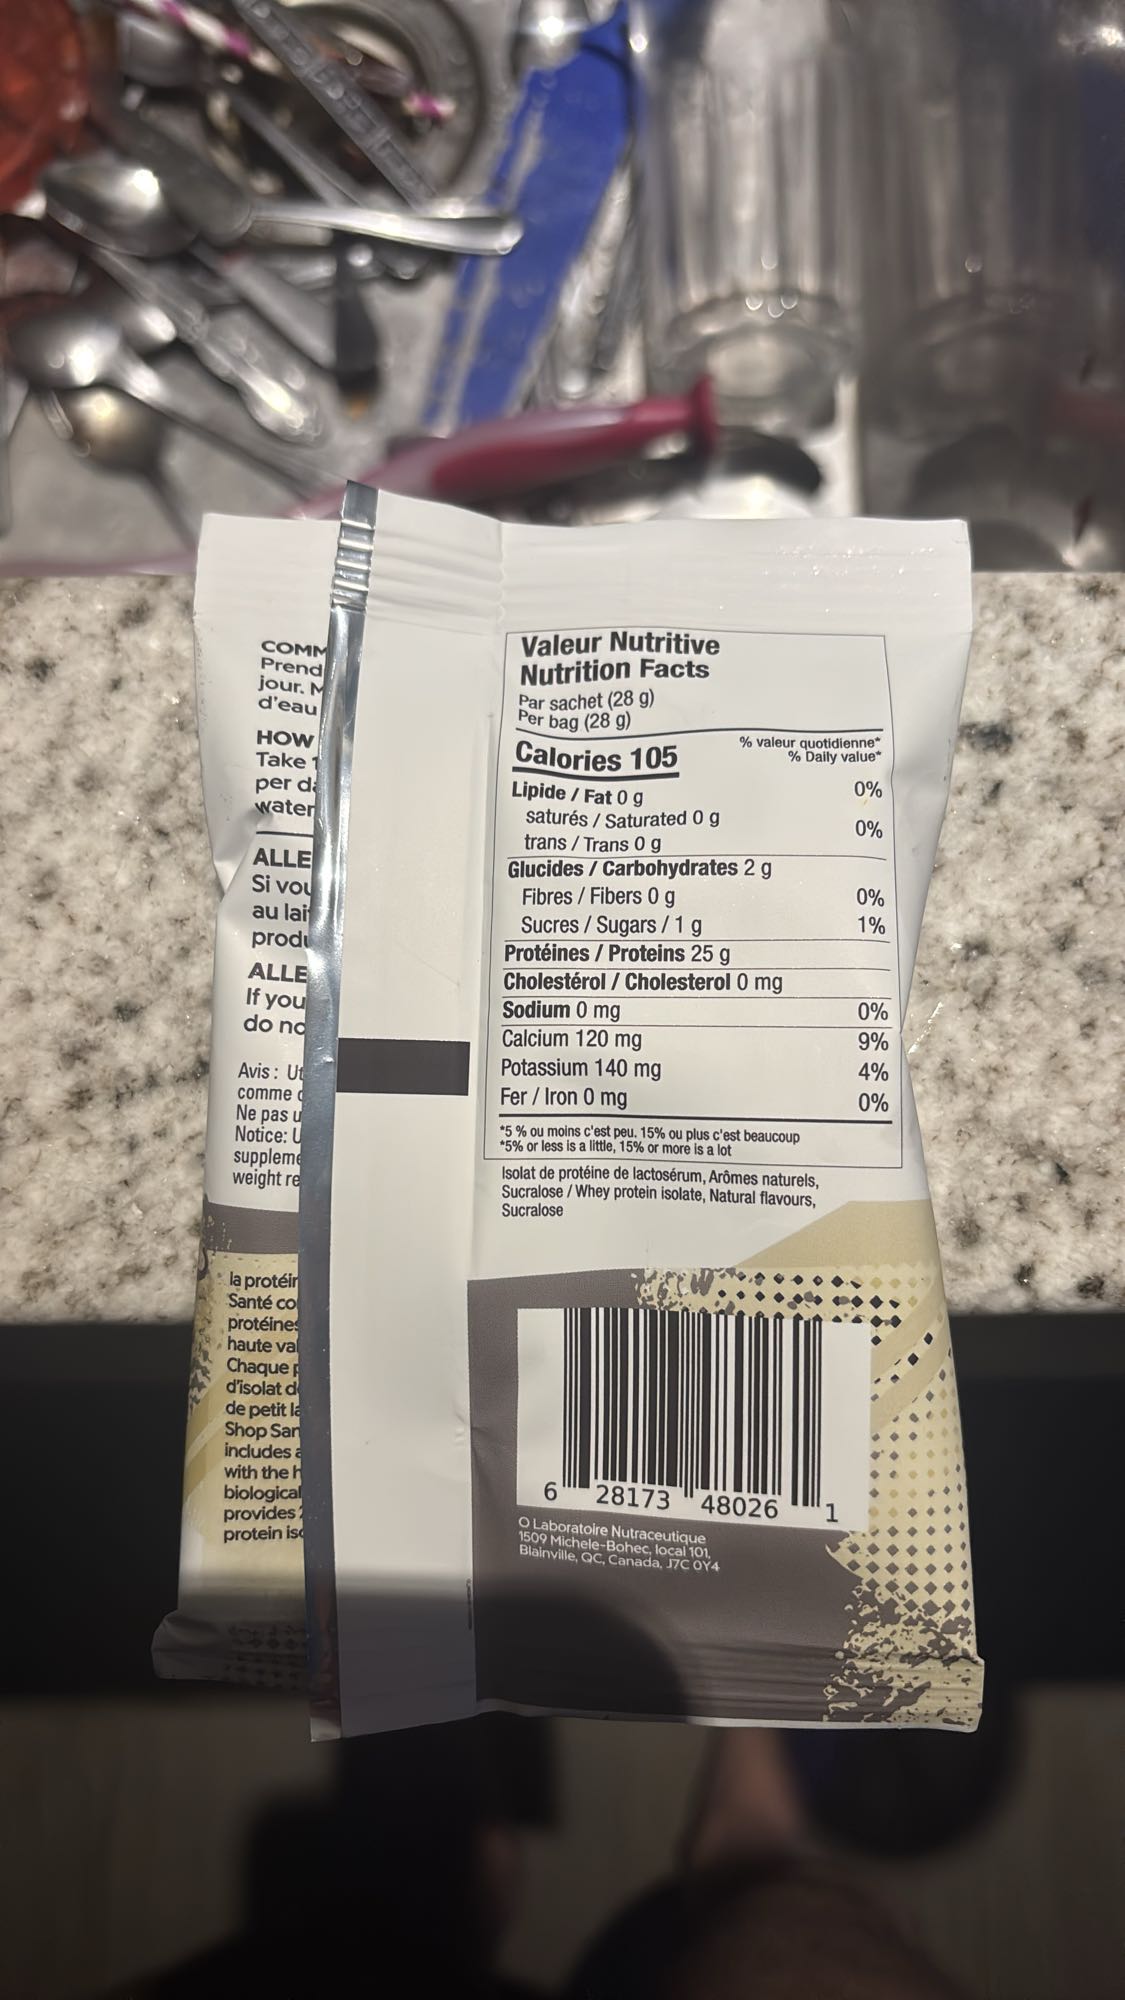 COMM
Prend
jour. M
d'eau
HOW
Take 1
per da
water
ALLE
Si vou
au lai
produ
ALLE
If you
do no
Avis : Ut
comme
Ne pas u
Notice: U
suppleme
weight re
la protéin
Santé co
protéines
haute val
Chaque p
d'isolat de
de petit la
Shop San
includes a
with the h
biological
provides 2
protein iso
Valeur Nutritive
Nutrition Facts
Par sachet (28 g)
Per bag (28 g)
% valeur quotidienne*
% Daily value*
Calories 105
Lipide / Fat 0 g 0%
saturés / Saturated 0 g
trans / Trans 0 g 0%
Glucides / Carbohydrates 2 g
Fibres / Fibers 0 g 0%
Sucres / Sugars / 1 g 1%
Protéines / Proteins 25 g
Cholestérol / Cholesterol 0 mg
Sodium 0 mg 0%
Calcium 120 mg 9%
Potassium 140 mg 4%
Fer / Iron 0 mg 0%
*5 % ou moins c'est peu, 15% ou plus c'est beaucoup
*5% or less is a little, 15% or more is a lot
Isolat de protéine de lactosérum, Arômes naturels,
Sucralose / Whey protein isolate, Natural flavours,
Sucralose
6 28173 48026 1
O Laboratoire Nutraceutique
1509 Michele-Bohec, local 101,
Blainville, QC, Canada, J7C 0Y4